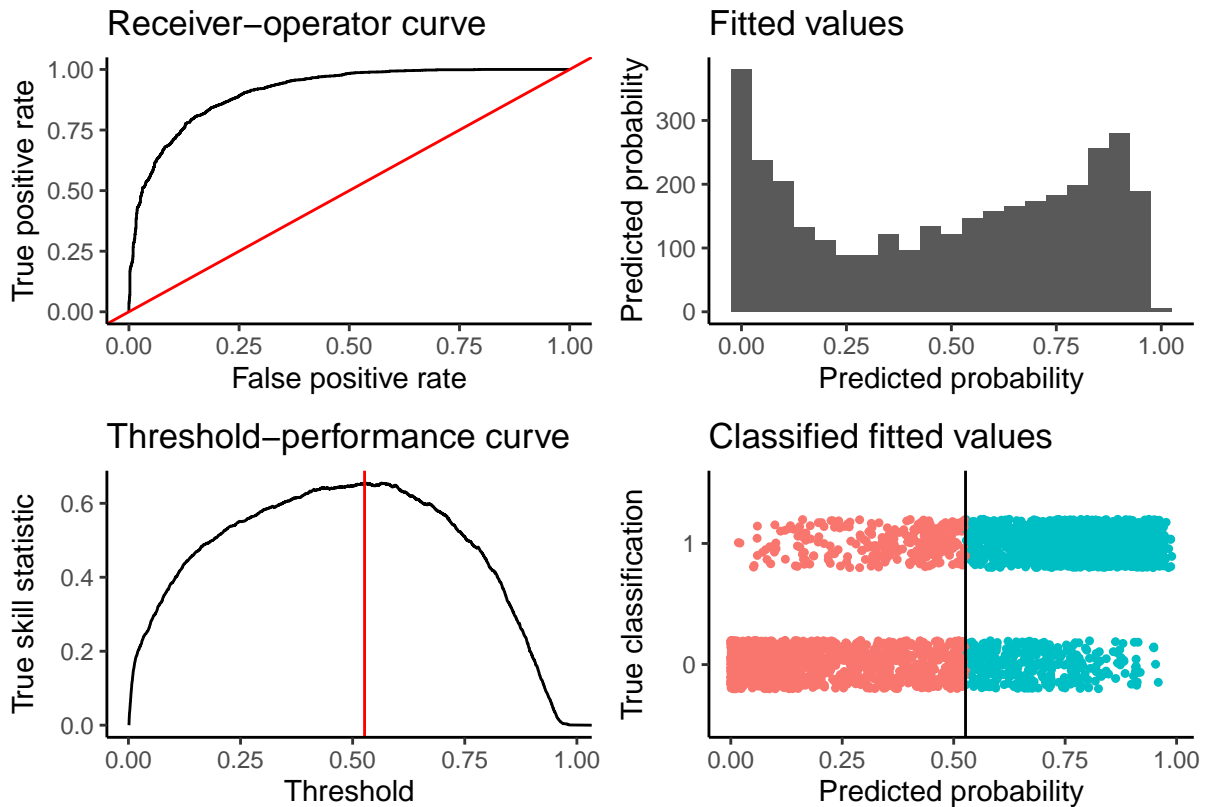 Receiver−operator curve
True positive rate
1.00
0.75
0.50
0.25
0.00
0.00 0.25 0.50 0.75 1.00
False positive rate
Fitted values
Predicted probability
300
200
100
0
0.00 0.25 0.50 0.75 1.00
Predicted probability
Threshold−performance curve
True skill statistic
0.6
0.4
0.2
0.0
0.00 0.25 0.50 0.75 1.00
Threshold
Classified fitted values
True classification
1
0
0.00 0.25 0.50 0.75 1.00
Predicted probability